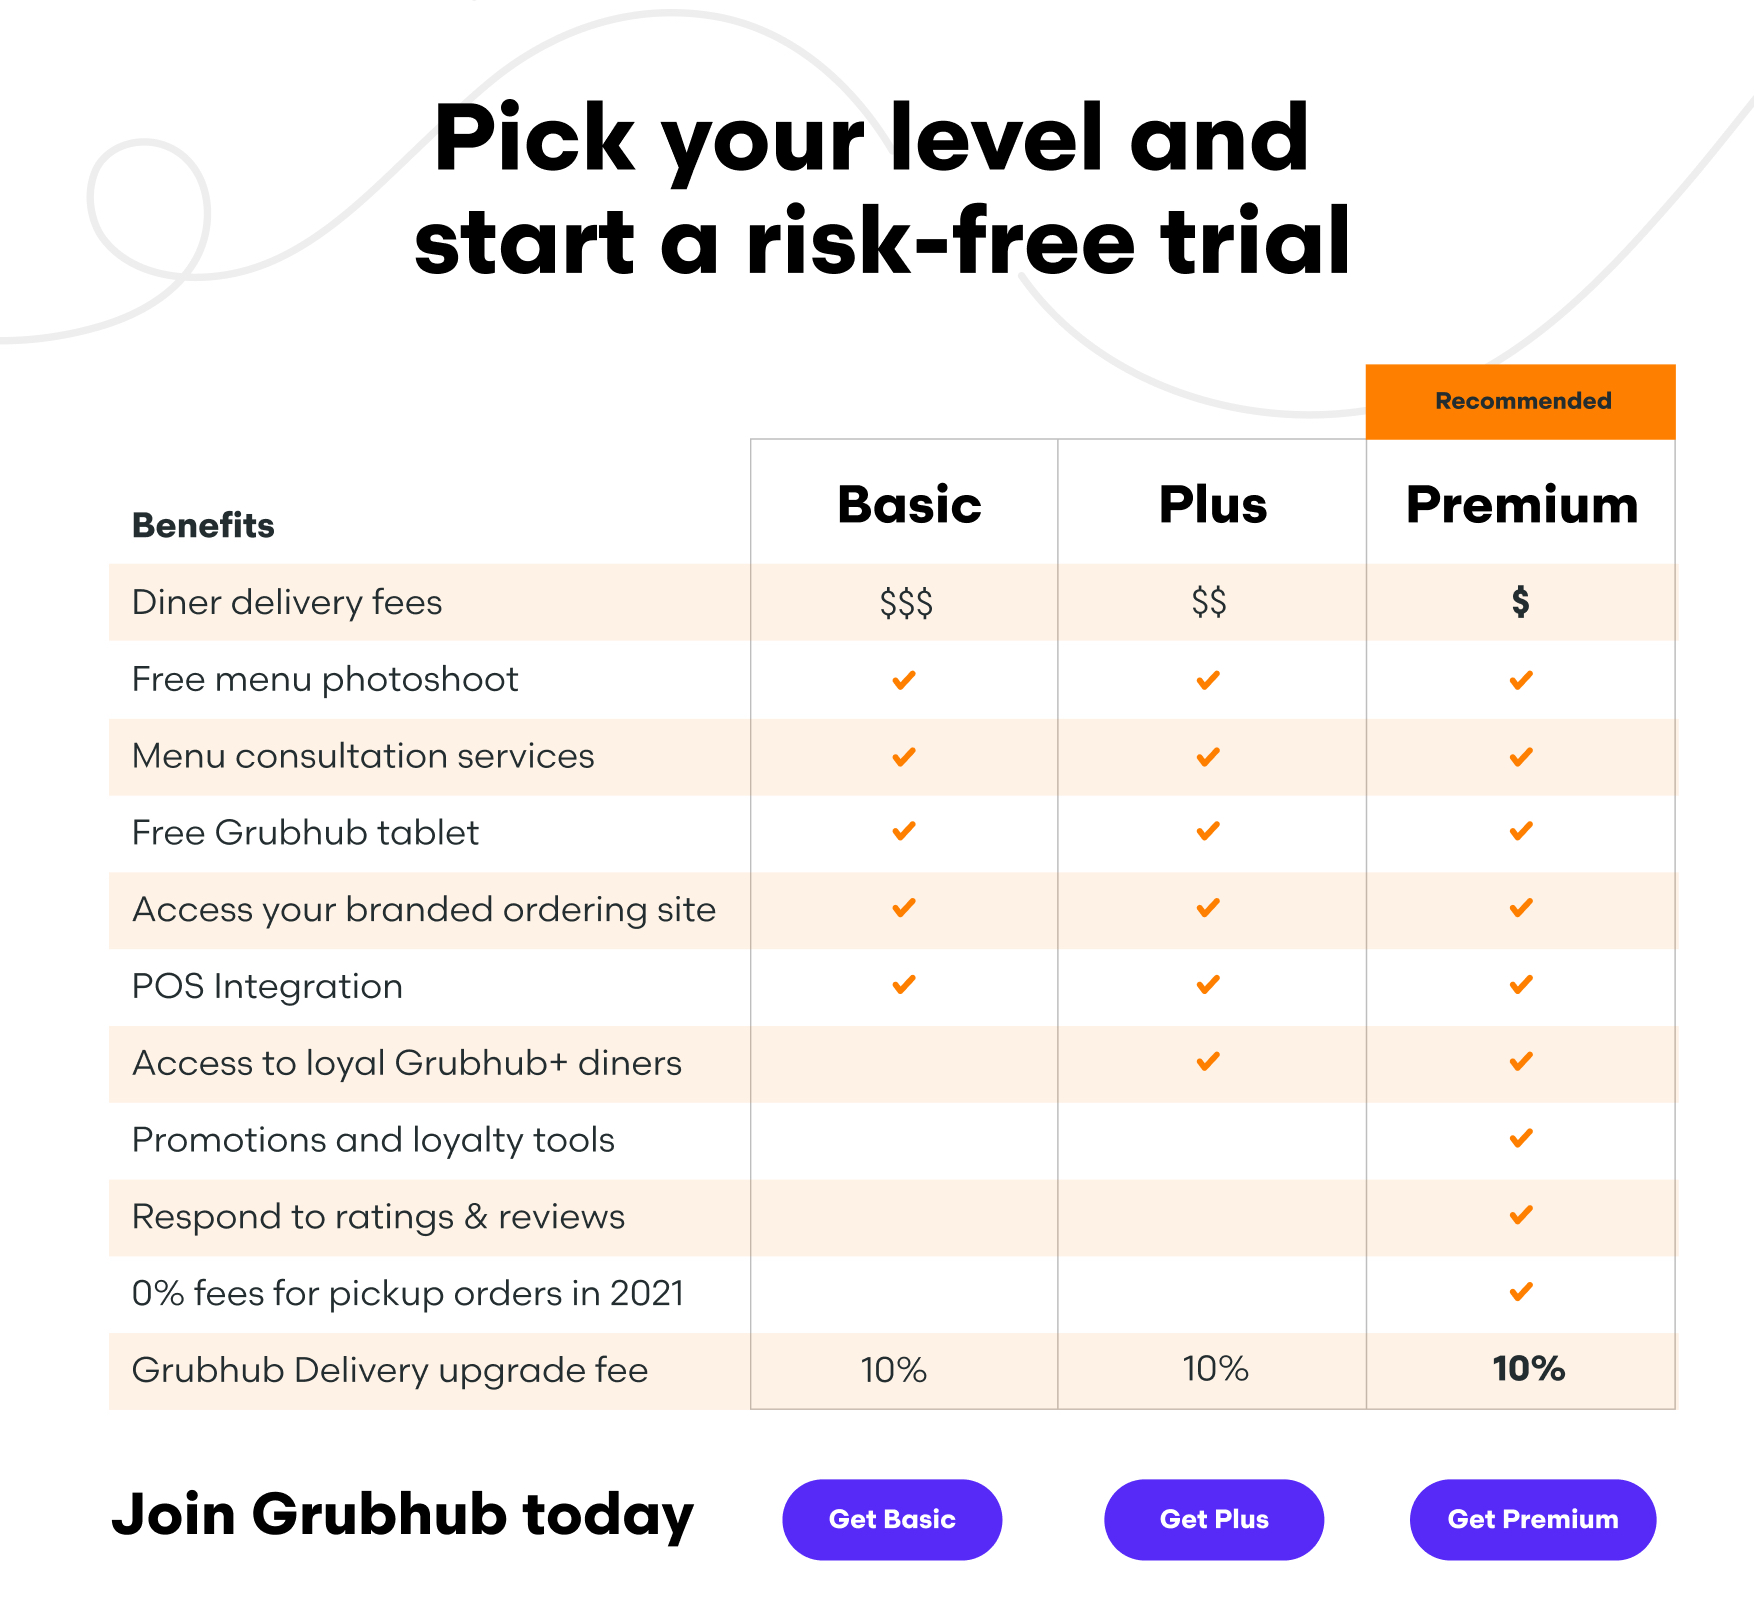 Pick your level and
start a risk-free trial
Recommended
Benefits Basic Plus Premium
Diner delivery fees $$$ $$ $
Free menu photoshoot
Menu consultation services
Free Grubhub tablet
Access your branded ordering site
POS Integration
Access to loyal Grubhub+ diners
Promotions and loyalty tools
Respond to ratings & reviews
0% fees for pickup orders in 2021
Grubhub Delivery upgrade fee 10% 10% 10%
Join Grubhub today Get Basic Get Plus Get Premium